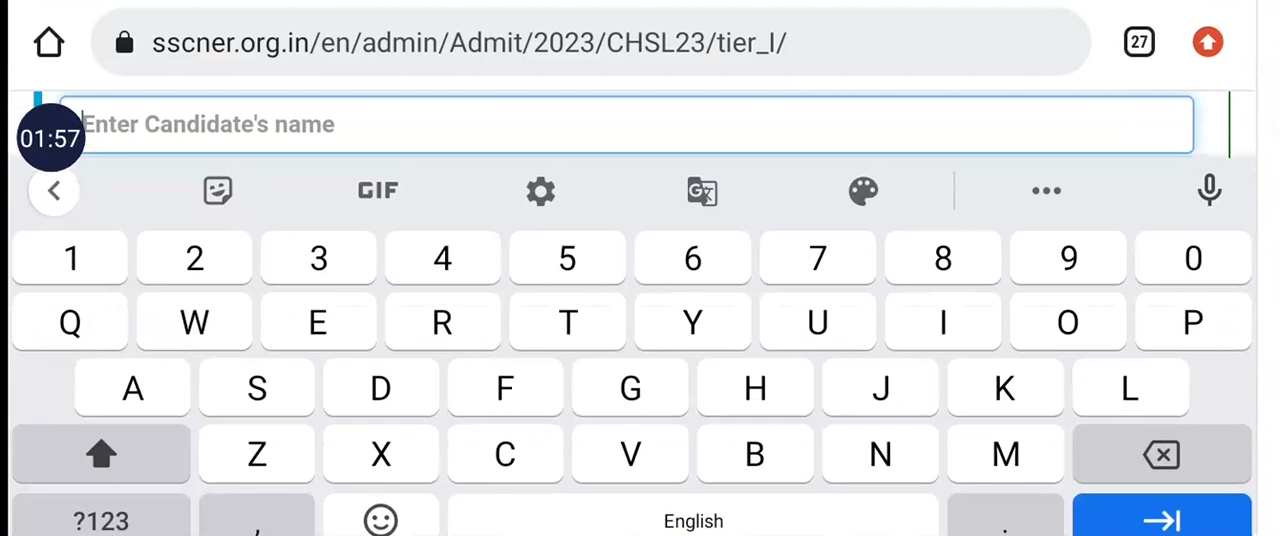 sscner.org.in/en/admin/Admit/2023/CHSL23/tier_I/
27
Enter Candidate's name
01:57
GIF
1 2 3 4 5 6 7 8 9 0
Q W E R T Y U I O P
A S D F G H J K L
Z X C V B N M
?123 , English .